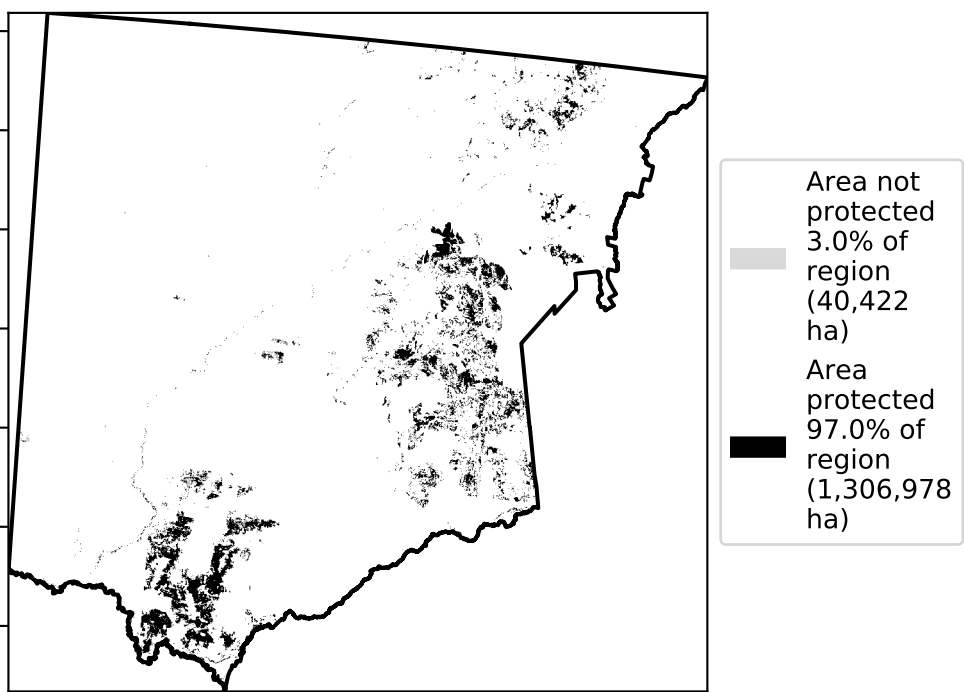 Area not
protected
3.0% of
region
(40,422
ha)
Area
protected
97.0% of
region
(1,306,978
ha)